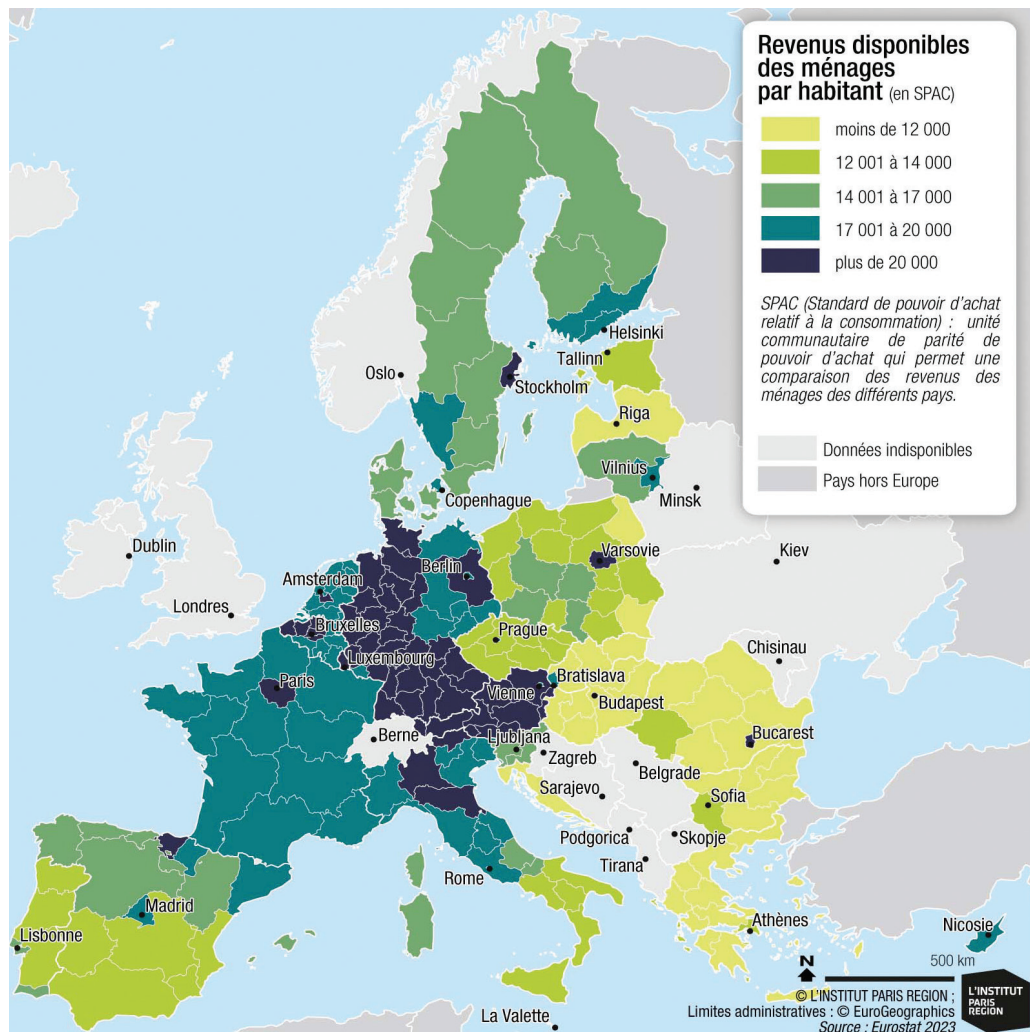 Revenus disponibles
des ménages
par habitant (en SPAC)
moins de 12 000
12 001 à 14 000
14 001 à 17 000
17 001 à 20 000
plus de 20 000
SPAC (Standard de pouvoir d'achat
relatif à la consommation) : unité
communautaire de parité de
pouvoir d'achat qui permet une
comparaison des revenus des
ménages des différents pays.
Données indisponibles
Pays hors Europe
Helsinki
Tallinn
Oslo
Stockholm
Riga
Vilnius
Copenhague
Minsk
Dublin
Varsovie
Kiev
Berlin
Amsterdam
Londres
Bruxelles
Prague
Luxembourg
Chisinau
Paris
Bratislava
Vienne
Budapest
Berne
Ljubljana
Bucarest
Zagreb
Belgrade
Sarajevo
Sofia
Podgorica
Skopje
Tirana
Rome
Madrid
Lisbonne
Athènes
Nicosie
La Valette
N
500 km
© L'INSTITUT PARIS REGION ;
Limites administratives : © EuroGeographics
Source : Eurostat 2023
L'INSTITUT
PARIS
REGION